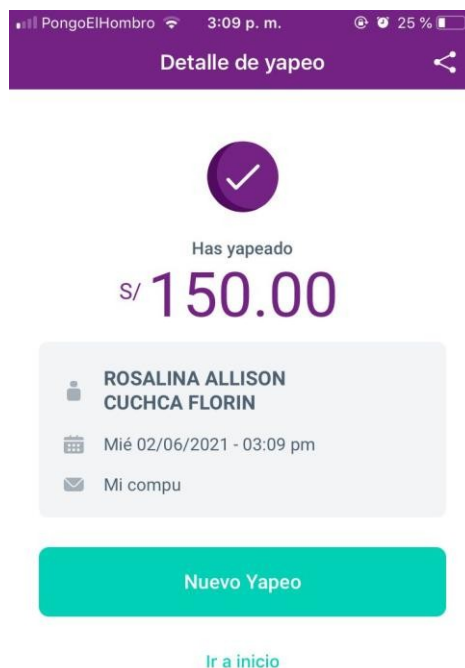 PongoElHombro 3:09 p. m. 25 %
Detalle de yapeo
Has yapeado
S/ 150.00
ROSALINA ALLISON
CUCHCA FLORIN
Mié 02/06/2021 - 03:09 pm
Mi compu
Nuevo Yapeo
Ir a inicio